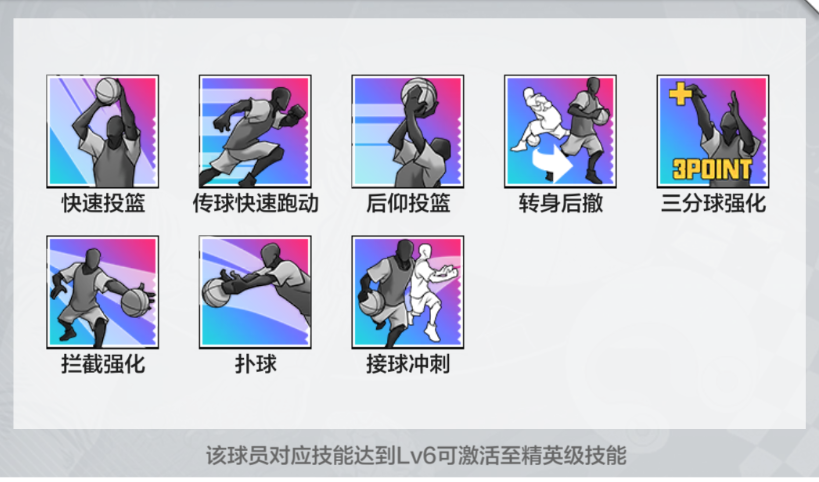 快速投篮
传球快速跑动
后仰投篮
转身后撤
+
3POINT
三分球强化
拦截强化
扑球
接球冲刺
该球员对应技能达到Lv6可激活至精英级技能